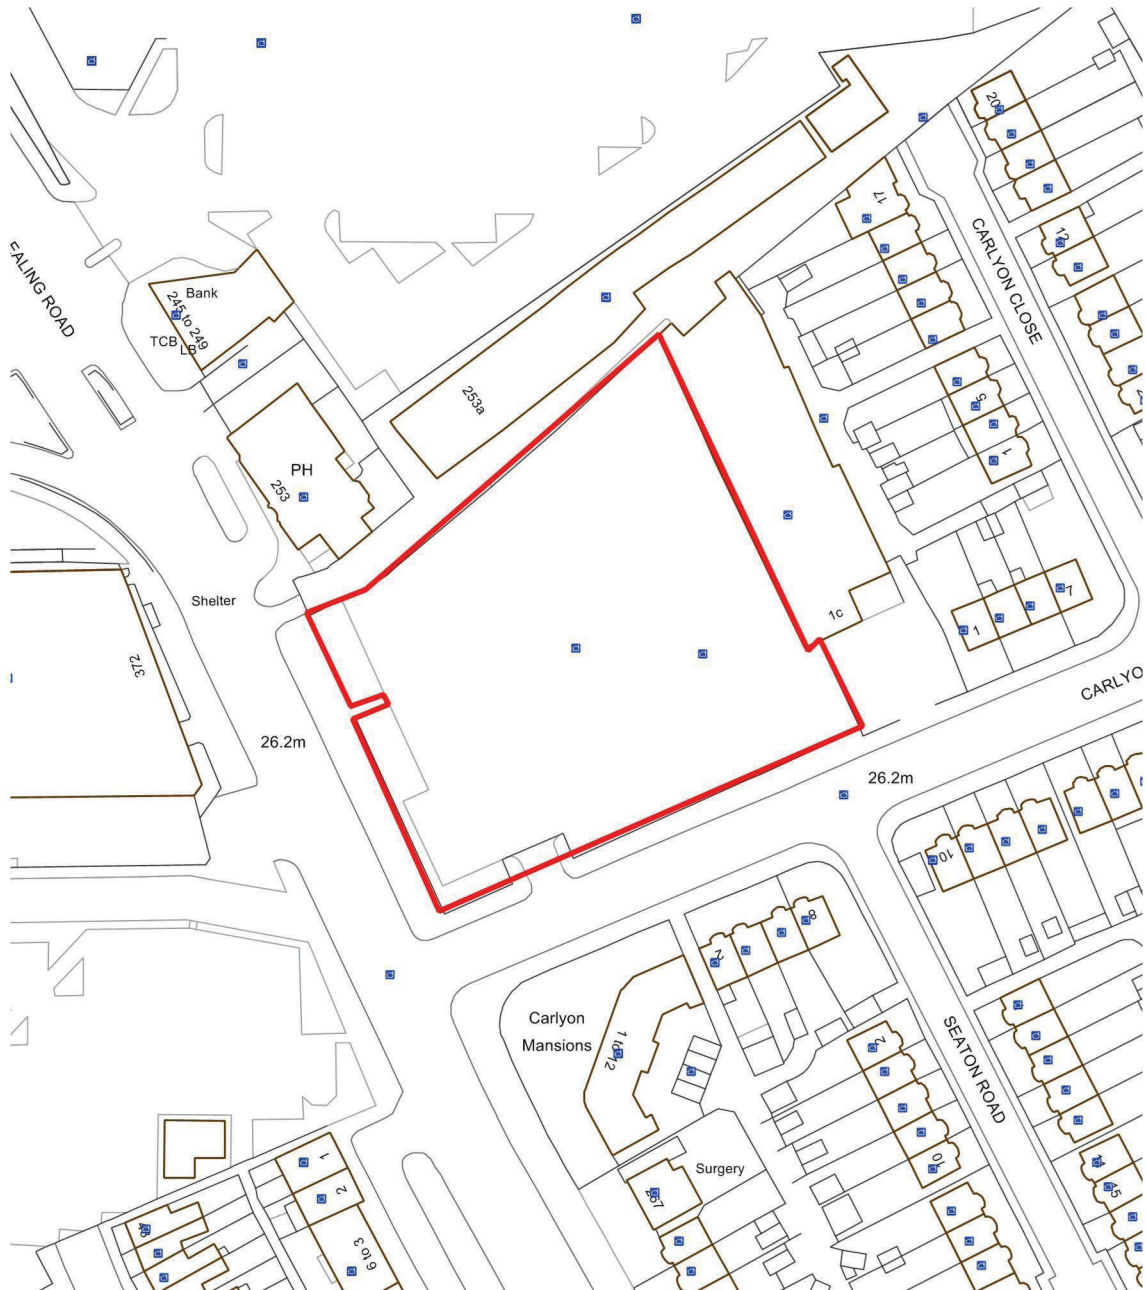 EALING ROAD
Bank
245 to 249
TCB
LB
PH
253
253a
20
17
12
CARLYON CLOSE
5
1
Shelter
372
1c
1
7
26.2m
CARLYO
26.2m
10
8
2
Carlyon
Mansions
1 to 12
2
SEATON ROAD
10
Surgery
267
1
2
6 to 3
11
15